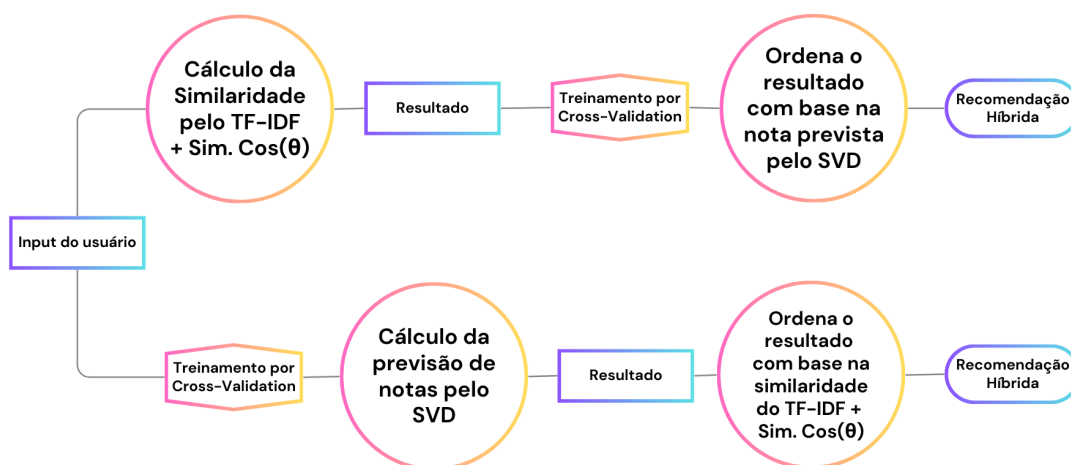 Cálculo da
Similaridade
pelo TF-IDF
+ Sim. Cos(θ)
Resultado
Treinamento por
Cross-Validation
Ordena o
resultado
com base na
nota prevista
pelo SVD
Recomendação
Híbrida
Input do usuário
Treinamento por
Cross-Validation
Cálculo da
previsão de
notas pelo
SVD
Resultado
Ordena o
resultado
com base na
similaridade
do TF-IDF +
Sim. Cos(θ)
Recomendação
Híbrida